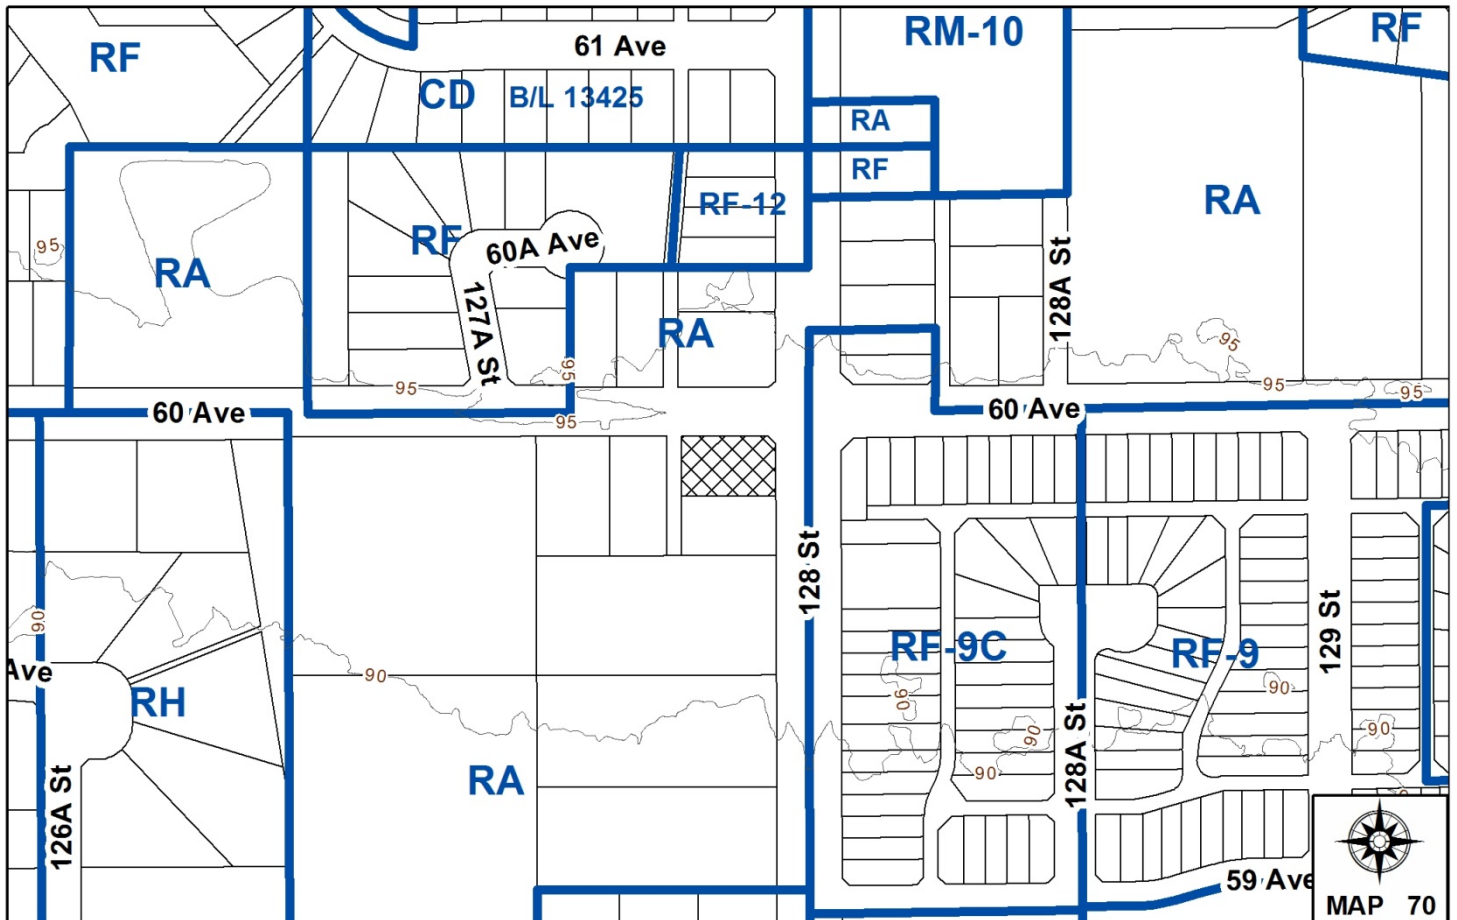 61 Ave
RM-10
RF
RF
CD
B/L 13425
RA
RF
RA
RF-12
RF
60A Ave
95
RA
128A St
127A St
RA
95
95
95
95
95
60 Ave
95
60 Ave
128 St
90
129 St
RF-9C
RF-9
Ave
RH
90
90
90
90
90
90
RA
128A St
126A St
59 Ave
MAP 70